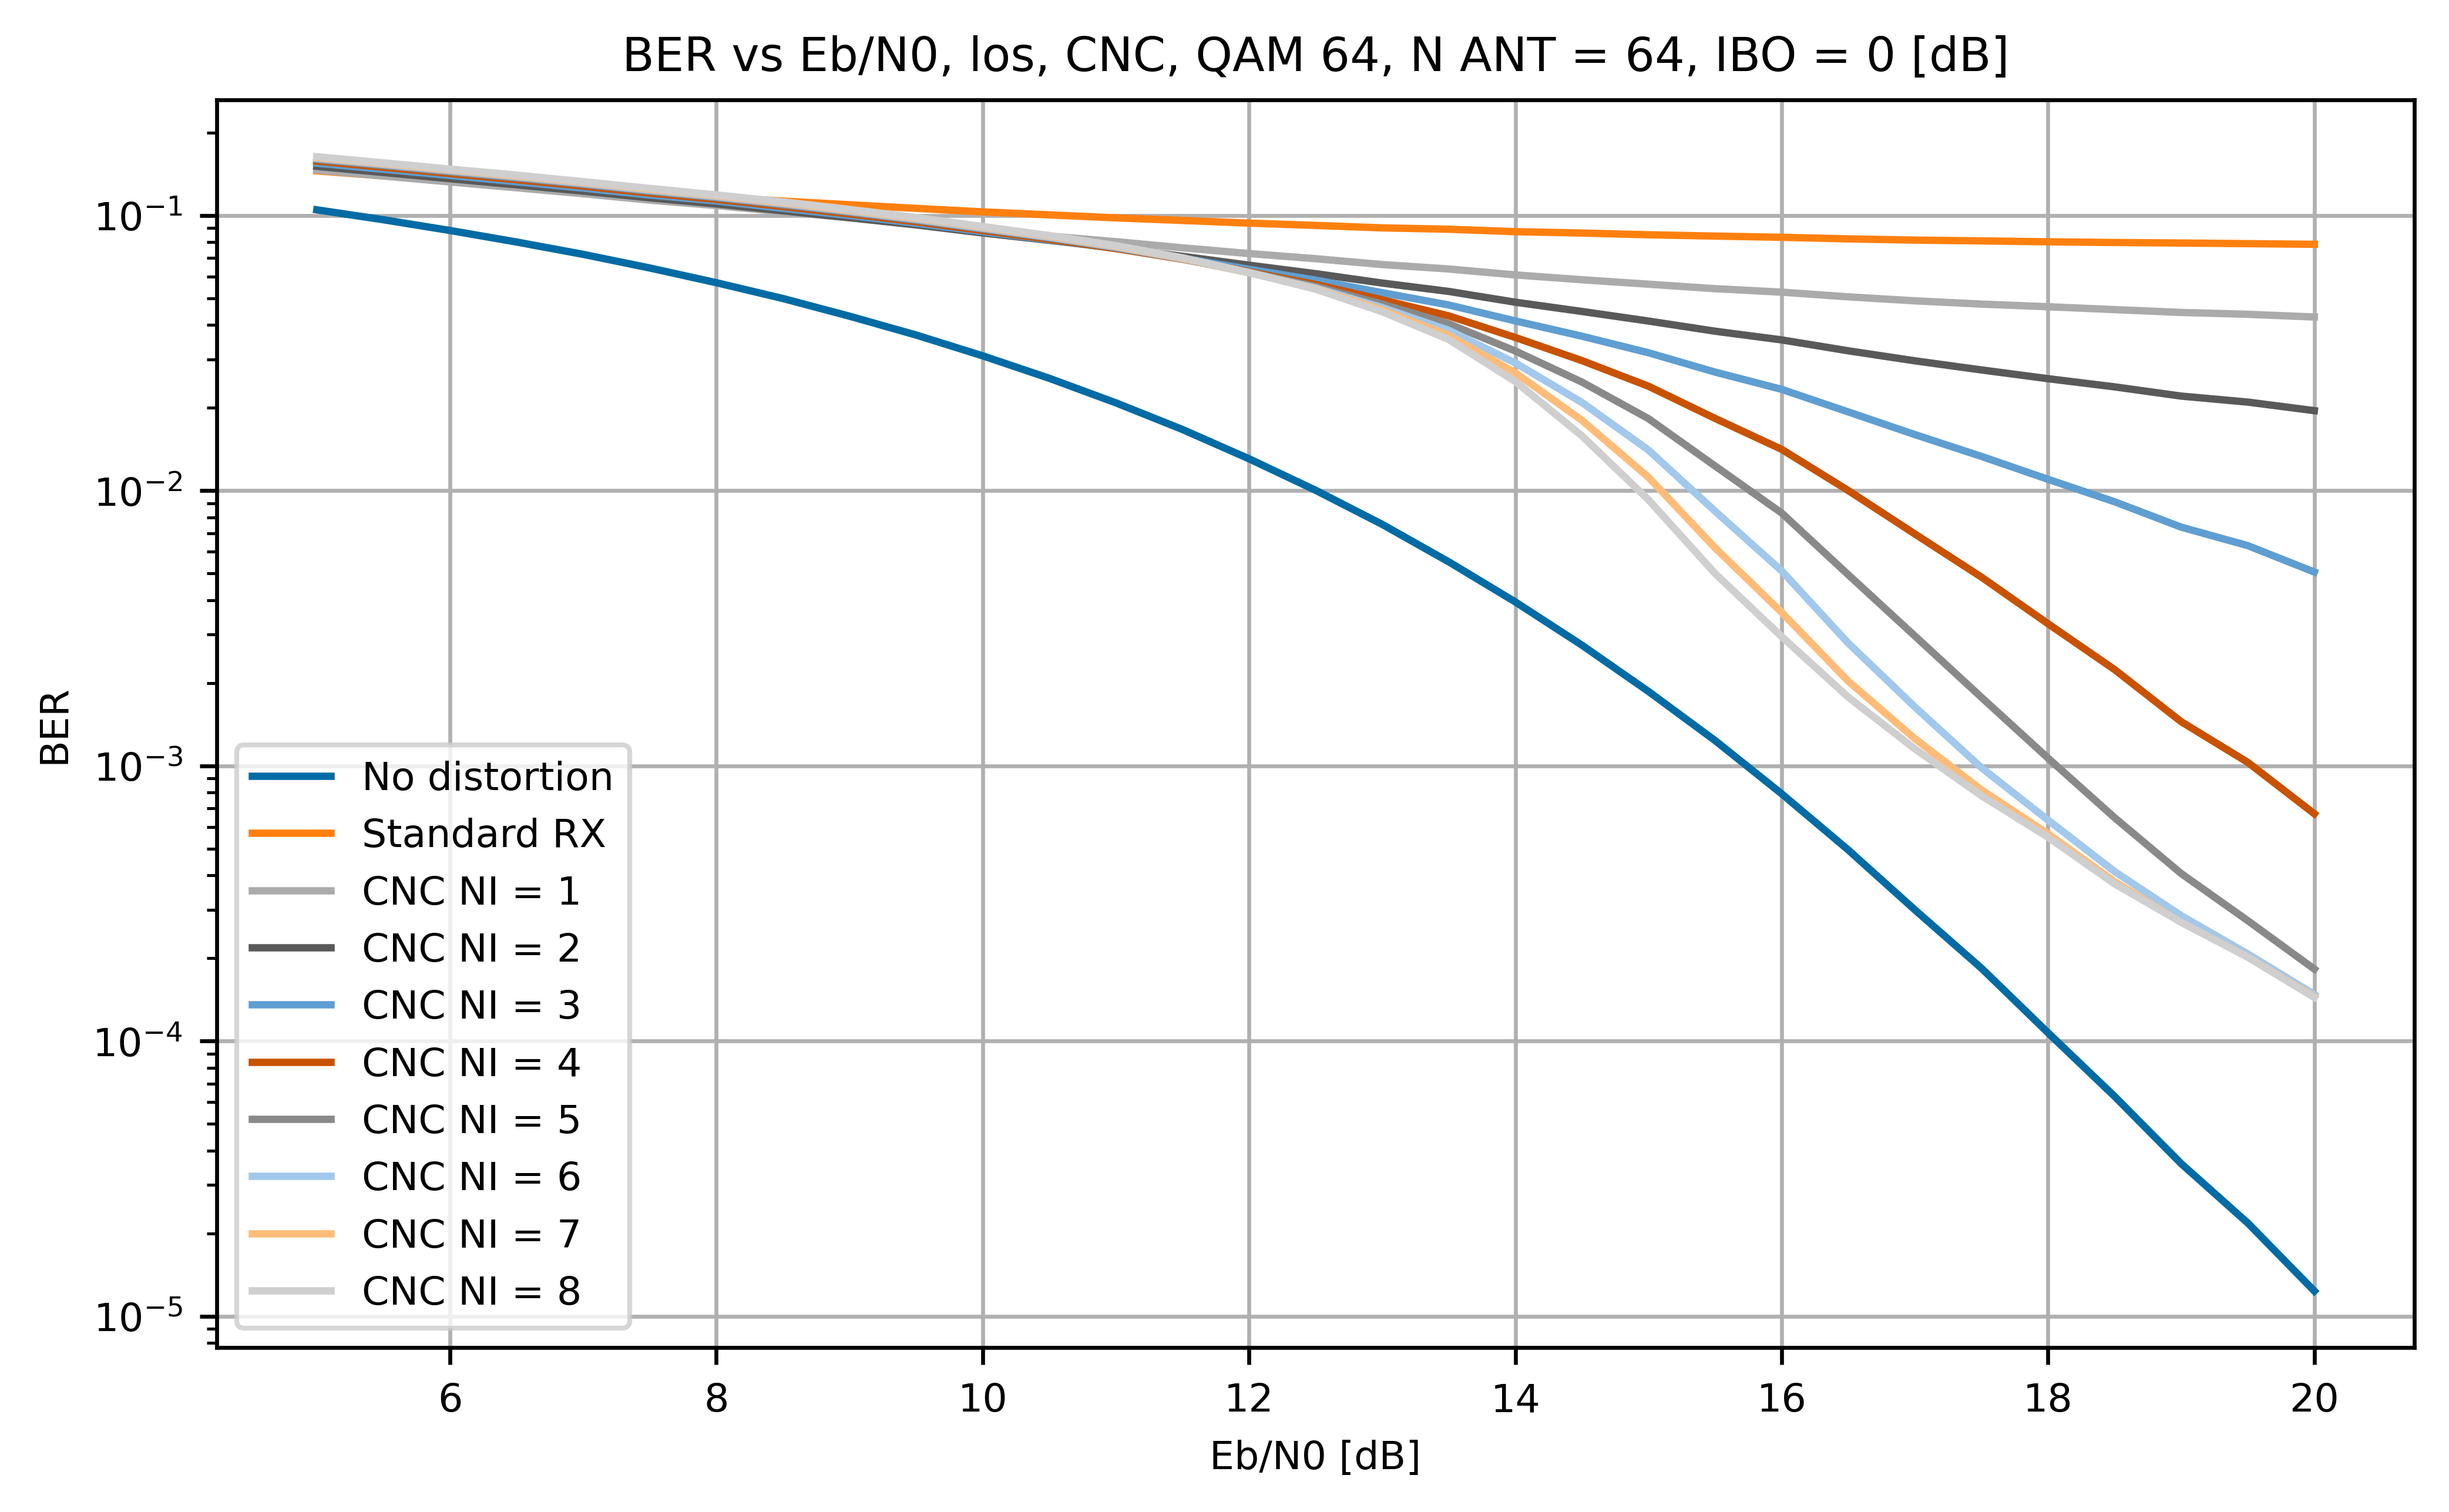 BER vs Eb/N0, los, CNC, QAM 64, N ANT = 64, IBO = 0 [dB]
BER
10⁻¹
10⁻²
10⁻³
10⁻⁴
10⁻⁵
No distortion
Standard RX
CNC NI = 1
CNC NI = 2
CNC NI = 3
CNC NI = 4
CNC NI = 5
CNC NI = 6
CNC NI = 7
CNC NI = 8
6 8 10 12 14 16 18 20
Eb/N0 [dB]